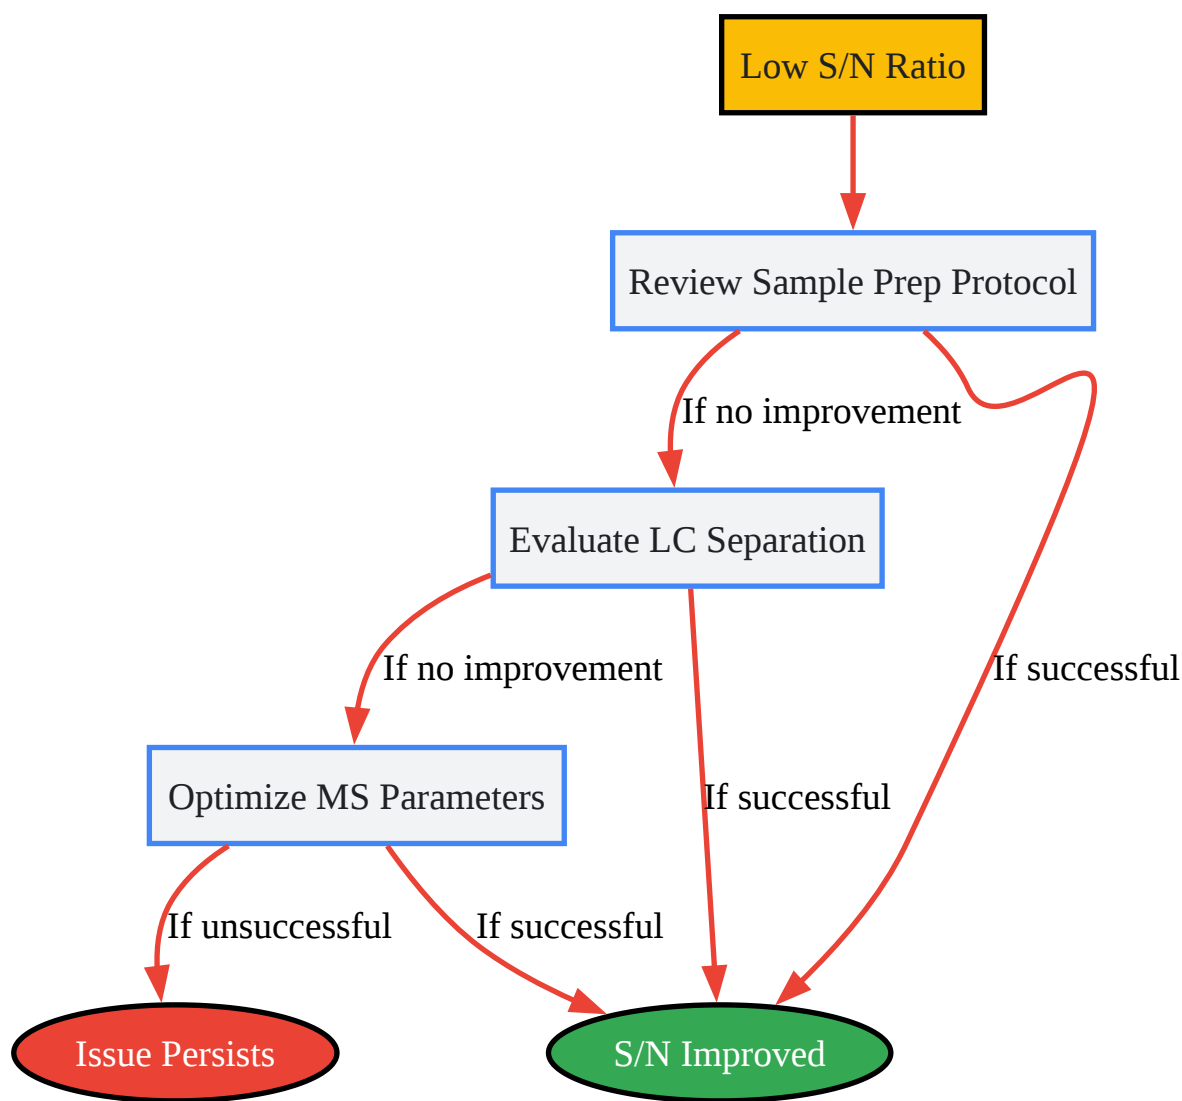 Low S/N Ratio
Review Sample Prep Protocol
If no improvement
Evaluate LC Separation
If no improvement
If successful
Optimize MS Parameters
If successful
If unsuccessful
If successful
Issue Persists
S/N Improved